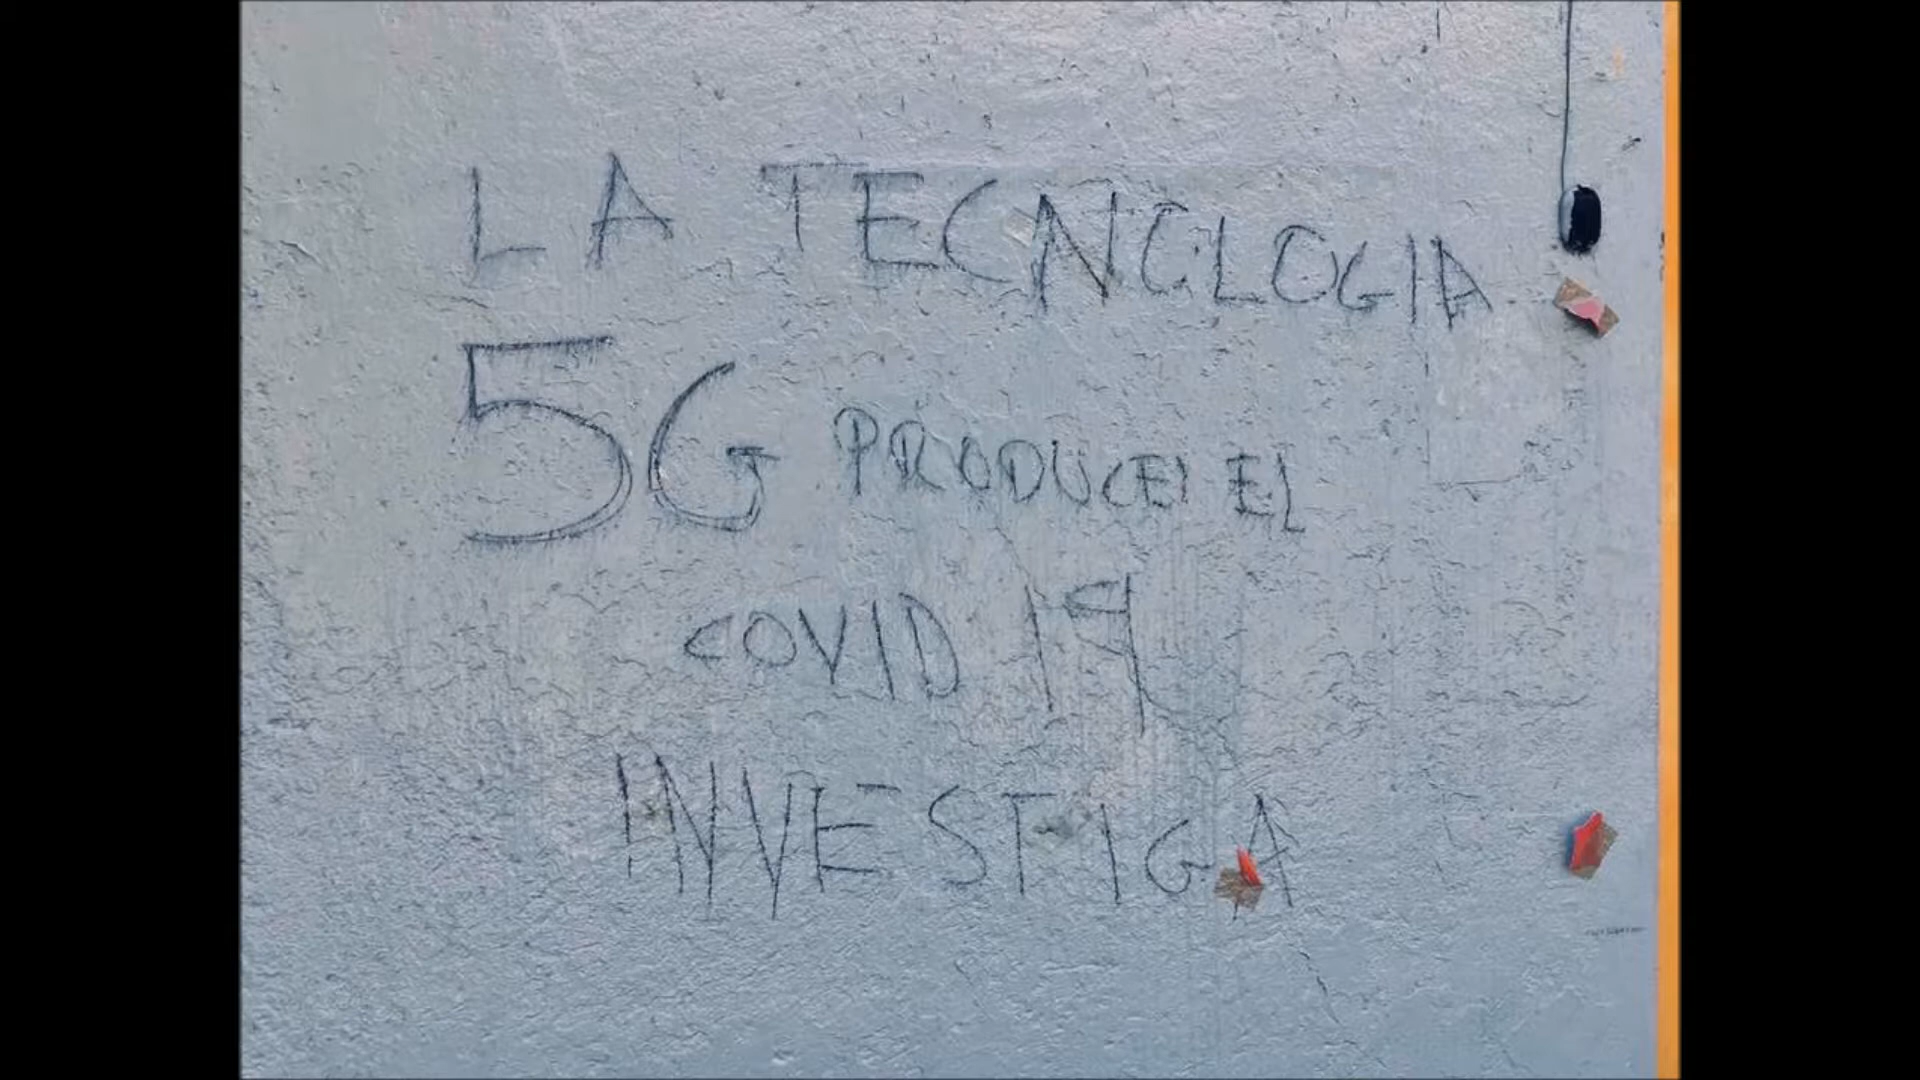 LA TECNOLOGIA
5G PRODUCE EL
COVID 19
INVESTIGA